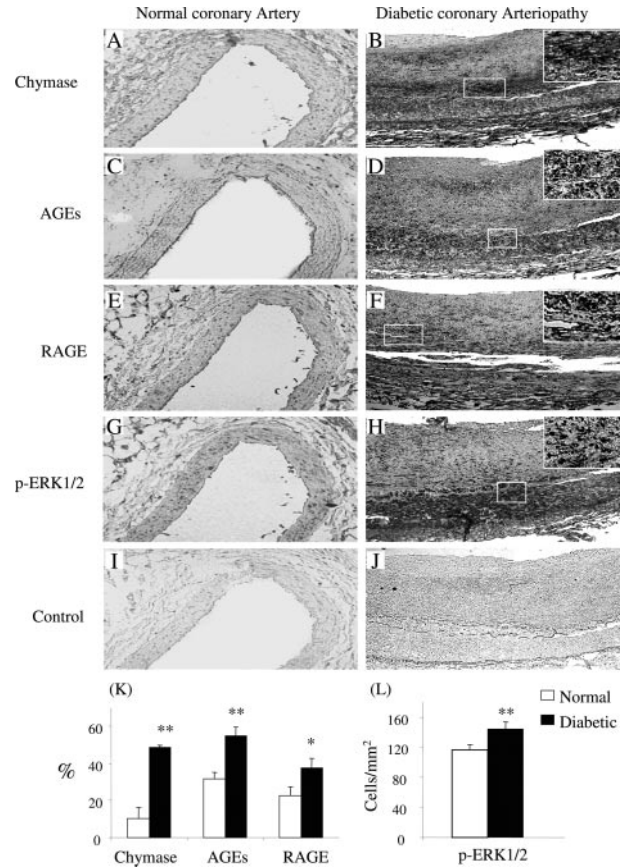 Normal coronary Artery
Diabetic coronary Arteriopathy
A
B
Chymase
C
D
AGEs
E
F
RAGE
G
H
p-ERK1/2
I
J
Control
(K)
(L)
Normal
Diabetic
60
40
20
0
%
**
**
*
Chymase
AGEs
RAGE
160
120
80
40
0
Cells/mm²
**
p-ERK1/2